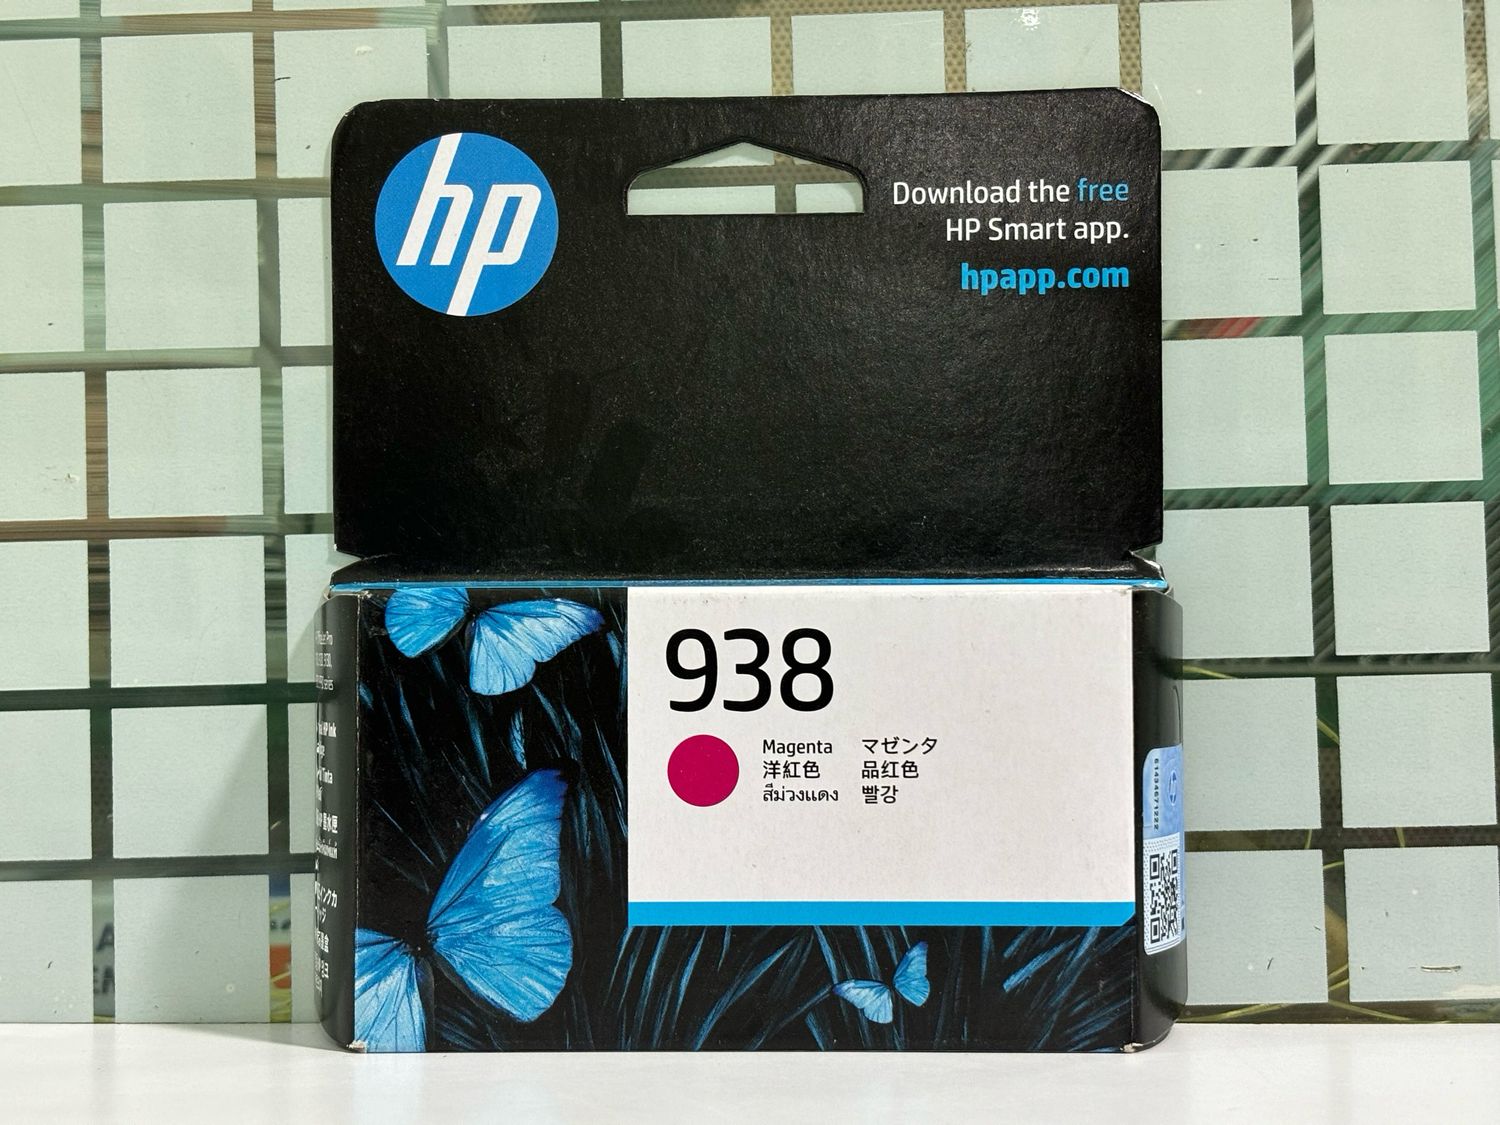 hp
Download the free
HP Smart app.
hpapp.com
938
Magenta マゼンタ
洋紅色 品红色
สีม่วงแดง 빨강